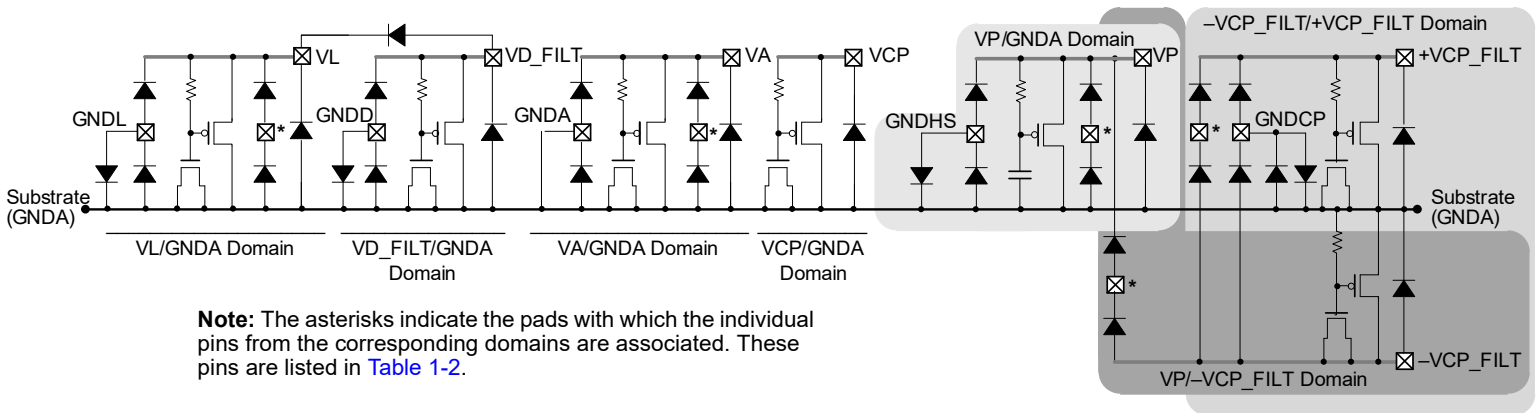 –VCP_FILT/+VCP_FILT Domain
VP/GNDA Domain
VL
VD_FILT
VA
VCP
VP
+VCP_FILT
GNDL
*
GNDD
GNDA
*
GNDHS
*
*
GNDCP
Substrate
(GNDA)
Substrate
(GNDA)
VL/GNDA Domain
VD_FILT/GNDA
Domain
VA/GNDA Domain
VCP/GNDA
Domain
*
Note: The asterisks indicate the pads with which the individual
pins from the corresponding domains are associated. These
pins are listed in Table 1-2.
–VCP_FILT
VP/–VCP_FILT Domain